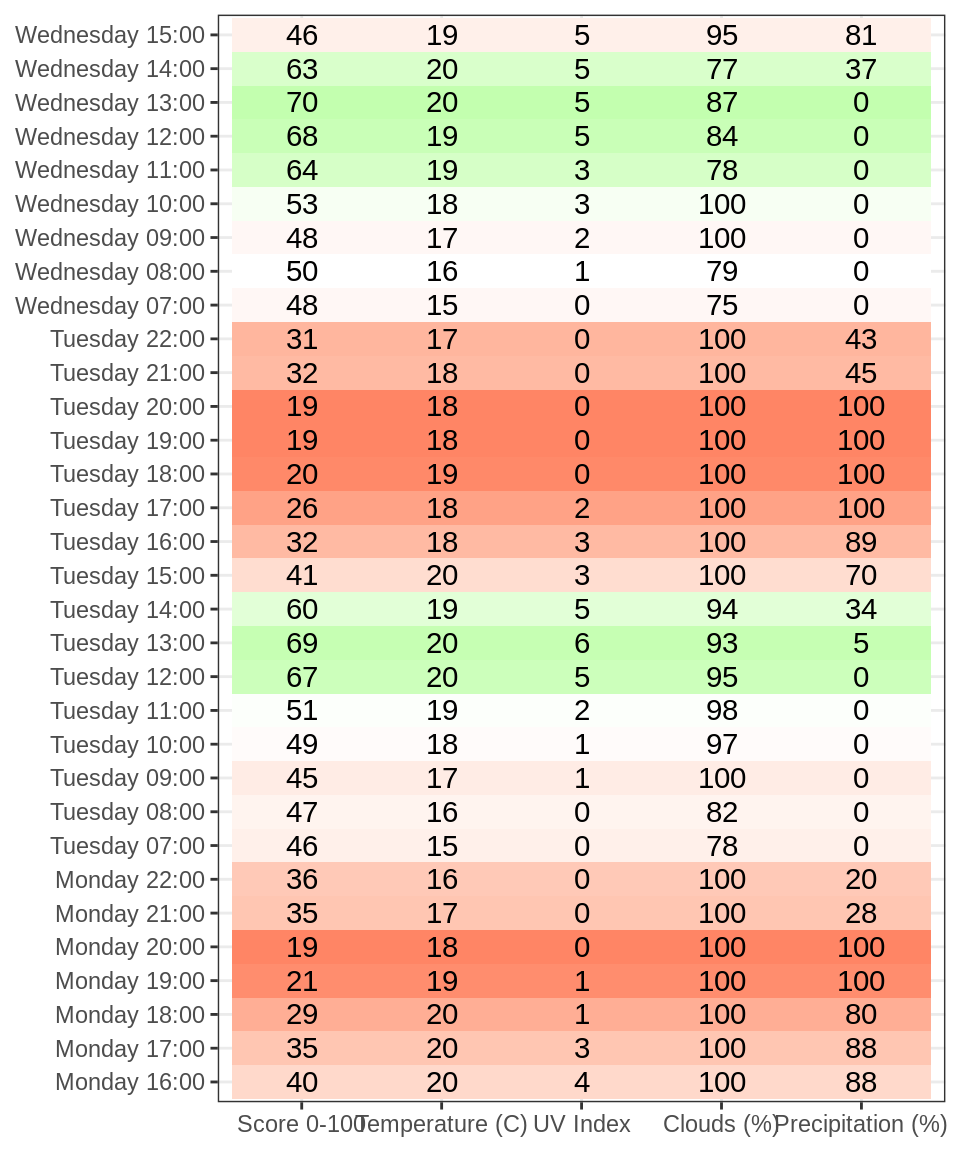 Wednesday 15:00 46 19 5 95 81
Wednesday 14:00 63 20 5 77 37
Wednesday 13:00 70 20 5 87 0
Wednesday 12:00 68 19 5 84 0
Wednesday 11:00 64 19 3 78 0
Wednesday 10:00 53 18 3 100 0
Wednesday 09:00 48 17 2 100 0
Wednesday 08:00 50 16 1 79 0
Wednesday 07:00 48 15 0 75 0
Tuesday 22:00 31 17 0 100 43
Tuesday 21:00 32 18 0 100 45
Tuesday 20:00 19 18 0 100 100
Tuesday 19:00 19 18 0 100 100
Tuesday 18:00 20 19 0 100 100
Tuesday 17:00 26 18 2 100 100
Tuesday 16:00 32 18 3 100 89
Tuesday 15:00 41 20 3 100 70
Tuesday 14:00 60 19 5 94 34
Tuesday 13:00 69 20 6 93 5
Tuesday 12:00 67 20 5 95 0
Tuesday 11:00 51 19 2 98 0
Tuesday 10:00 49 18 1 97 0
Tuesday 09:00 45 17 1 100 0
Tuesday 08:00 47 16 0 82 0
Tuesday 07:00 46 15 0 78 0
Monday 22:00 36 16 0 100 20
Monday 21:00 35 17 0 100 28
Monday 20:00 19 18 0 100 100
Monday 19:00 21 19 1 100 100
Monday 18:00 29 20 1 100 80
Monday 17:00 35 20 3 100 88
Monday 16:00 40 20 4 100 88
Score 0-100 Temperature (C) UV Index Clouds (%) Precipitation (%)